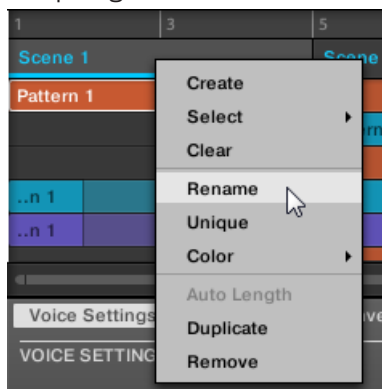 1 3 5
Scene 1 Scene
Create
Pattern 1
Select
Clear
Rename
..n 1
Unique
..n 1
Color
Auto Length
Voice Settings
Duplicate
VOICE SETTING
Remove